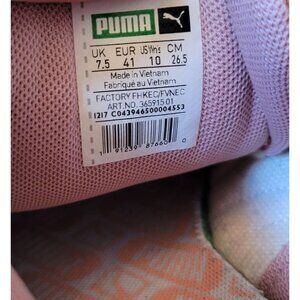 PUMA
UK EUR US Wns CM
7.5 41 10 26.5
Made in Vietnam
Fabriqué au Vietnam
FACTORY FHKEC/FVNEC
ART.NO. 365915 01
1217 C043946500004553